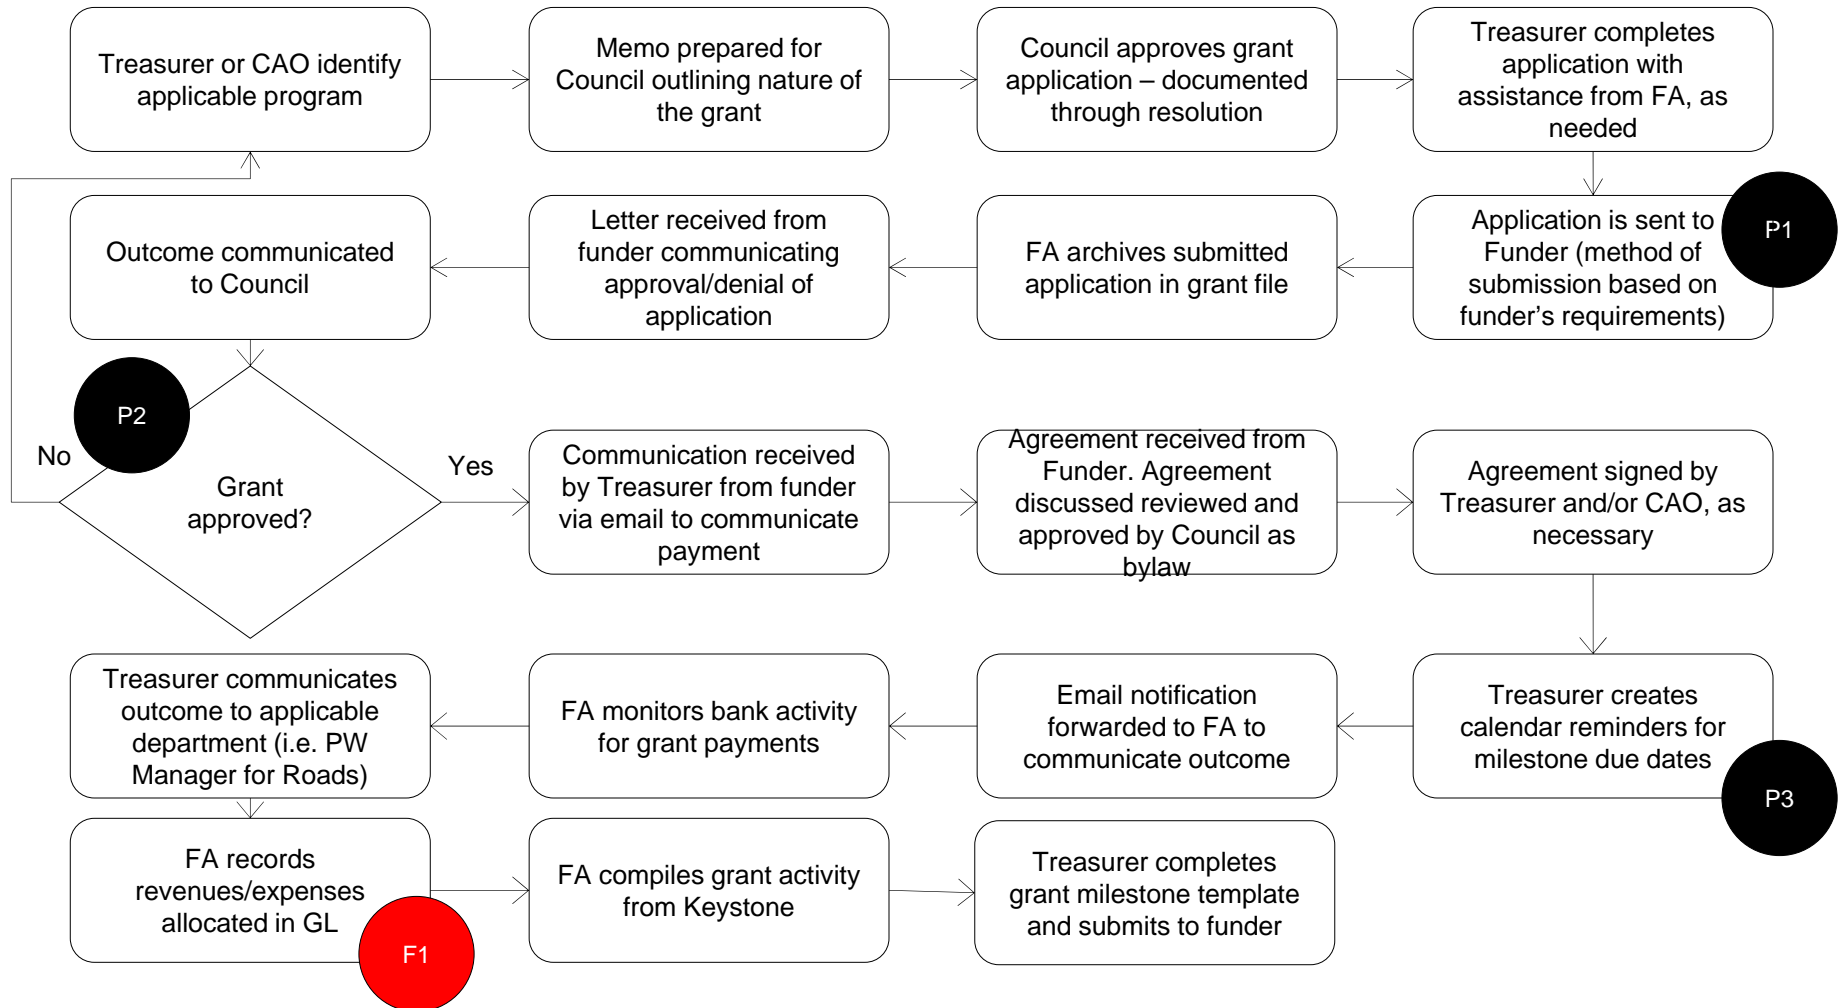 Treasurer or CAO identify
applicable program
Memo prepared for
Council outlining nature of
the grant
Council approves grant
application – documented
through resolution
Treasurer completes
application with
assistance from FA, as
needed
Application is sent to
Funder (method of
submission based on
funder's requirements)
P1
FA archives submitted
application in grant file
Letter received from
funder communicating
approval/denial of
application
Outcome communicated
to Council
P2
Grant
approved?
No
Yes
Communication received
by Treasurer from funder
via email to communicate
payment
Agreement received from
Funder. Agreement
discussed reviewed and
approved by Council as
bylaw
Agreement signed by
Treasurer and/or CAO, as
necessary
Treasurer creates
calendar reminders for
milestone due dates
P3
Email notification
forwarded to FA to
communicate outcome
FA monitors bank activity
for grant payments
Treasurer communicates
outcome to applicable
department (i.e. PW
Manager for Roads)
FA records
revenues/expenses
allocated in GL
F1
FA compiles grant activity
from Keystone
Treasurer completes
grant milestone template
and submits to funder